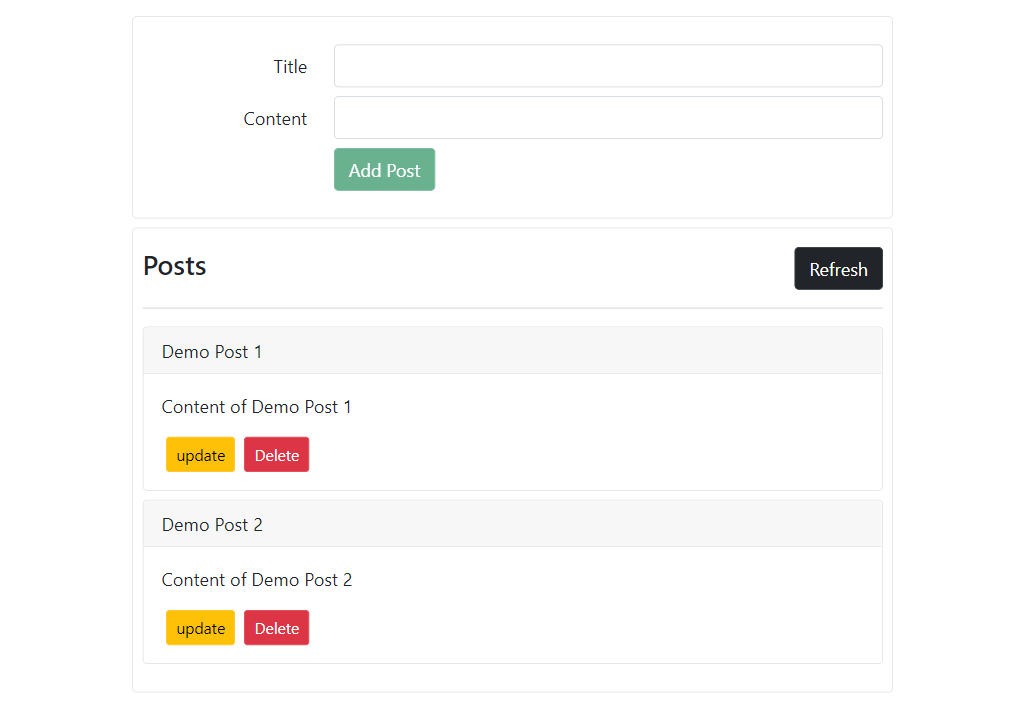 Title
Content
Add Post
Posts
Refresh
Demo Post 1
Content of Demo Post 1
update Delete
Demo Post 2
Content of Demo Post 2
update Delete